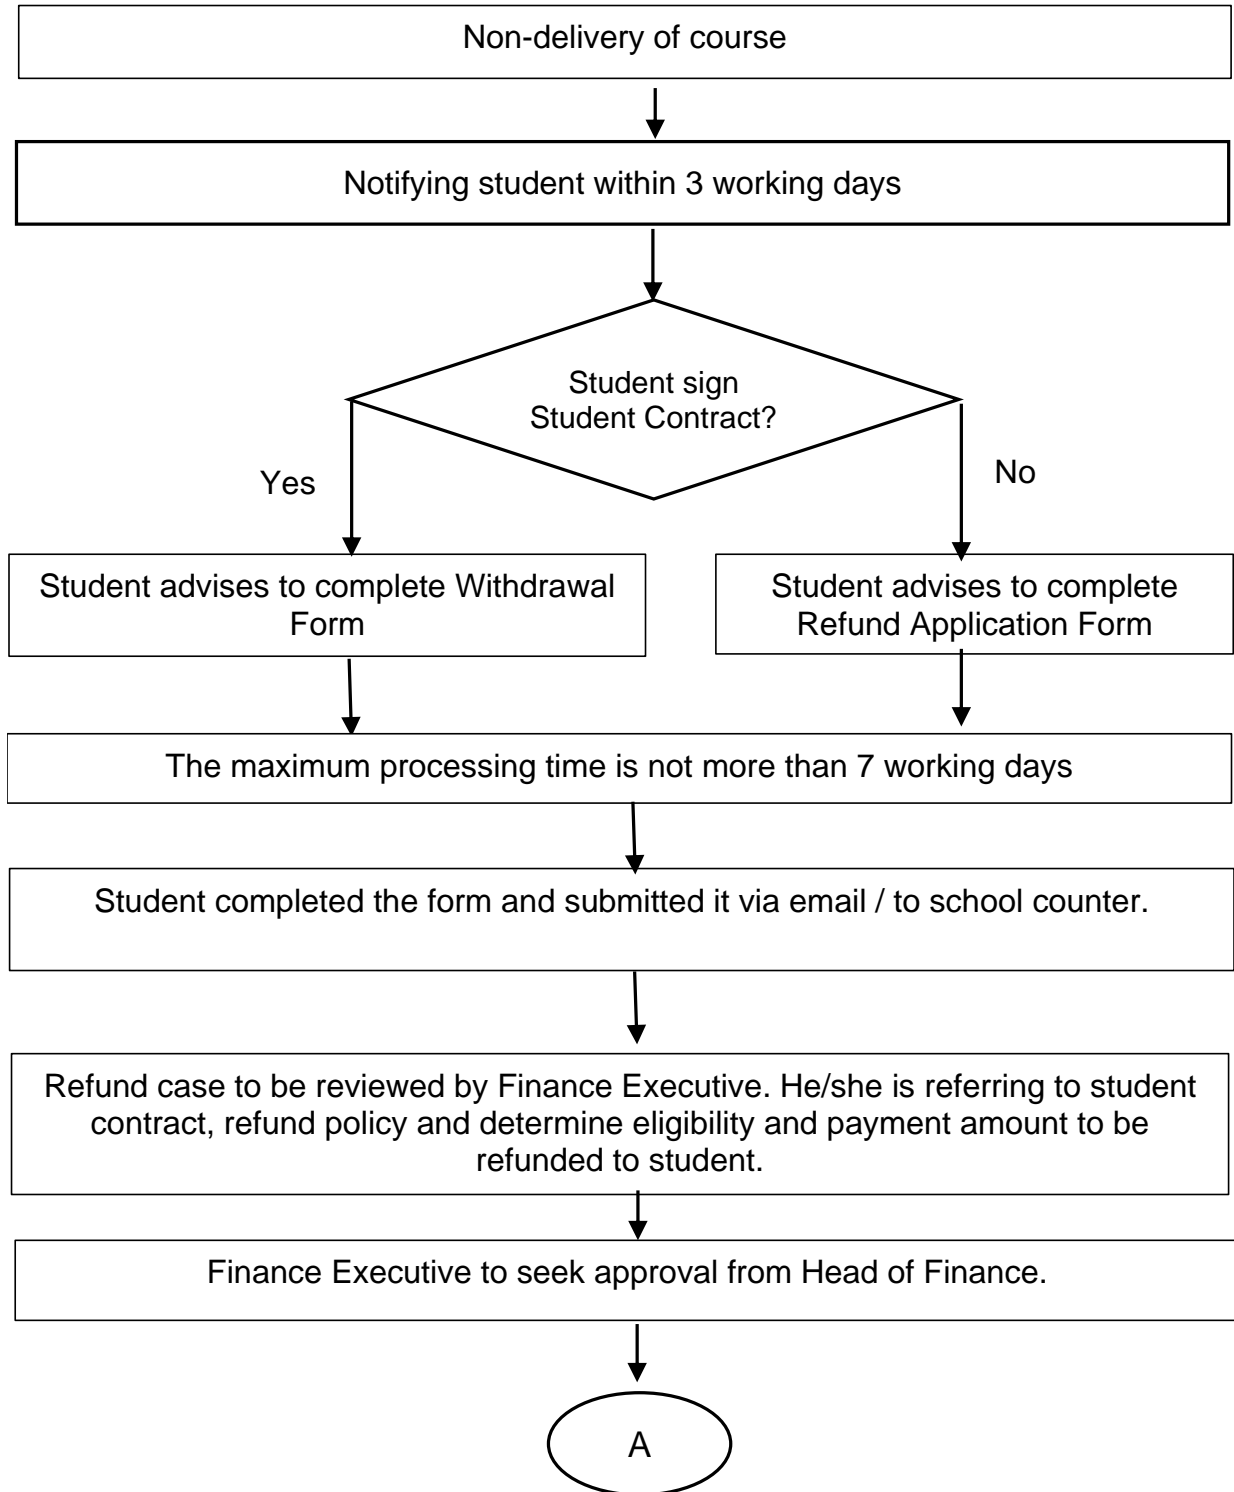 Non-delivery of course
Notifying student within 3 working days
Student sign
Student Contract?
Yes
No
Student advises to complete Withdrawal
Form
Student advises to complete
Refund Application Form
The maximum processing time is not more than 7 working days
Student completed the form and submitted it via email / to school counter.
Refund case to be reviewed by Finance Executive. He/she is referring to student
contract, refund policy and determine eligibility and payment amount to be
refunded to student.
Finance Executive to seek approval from Head of Finance.
A